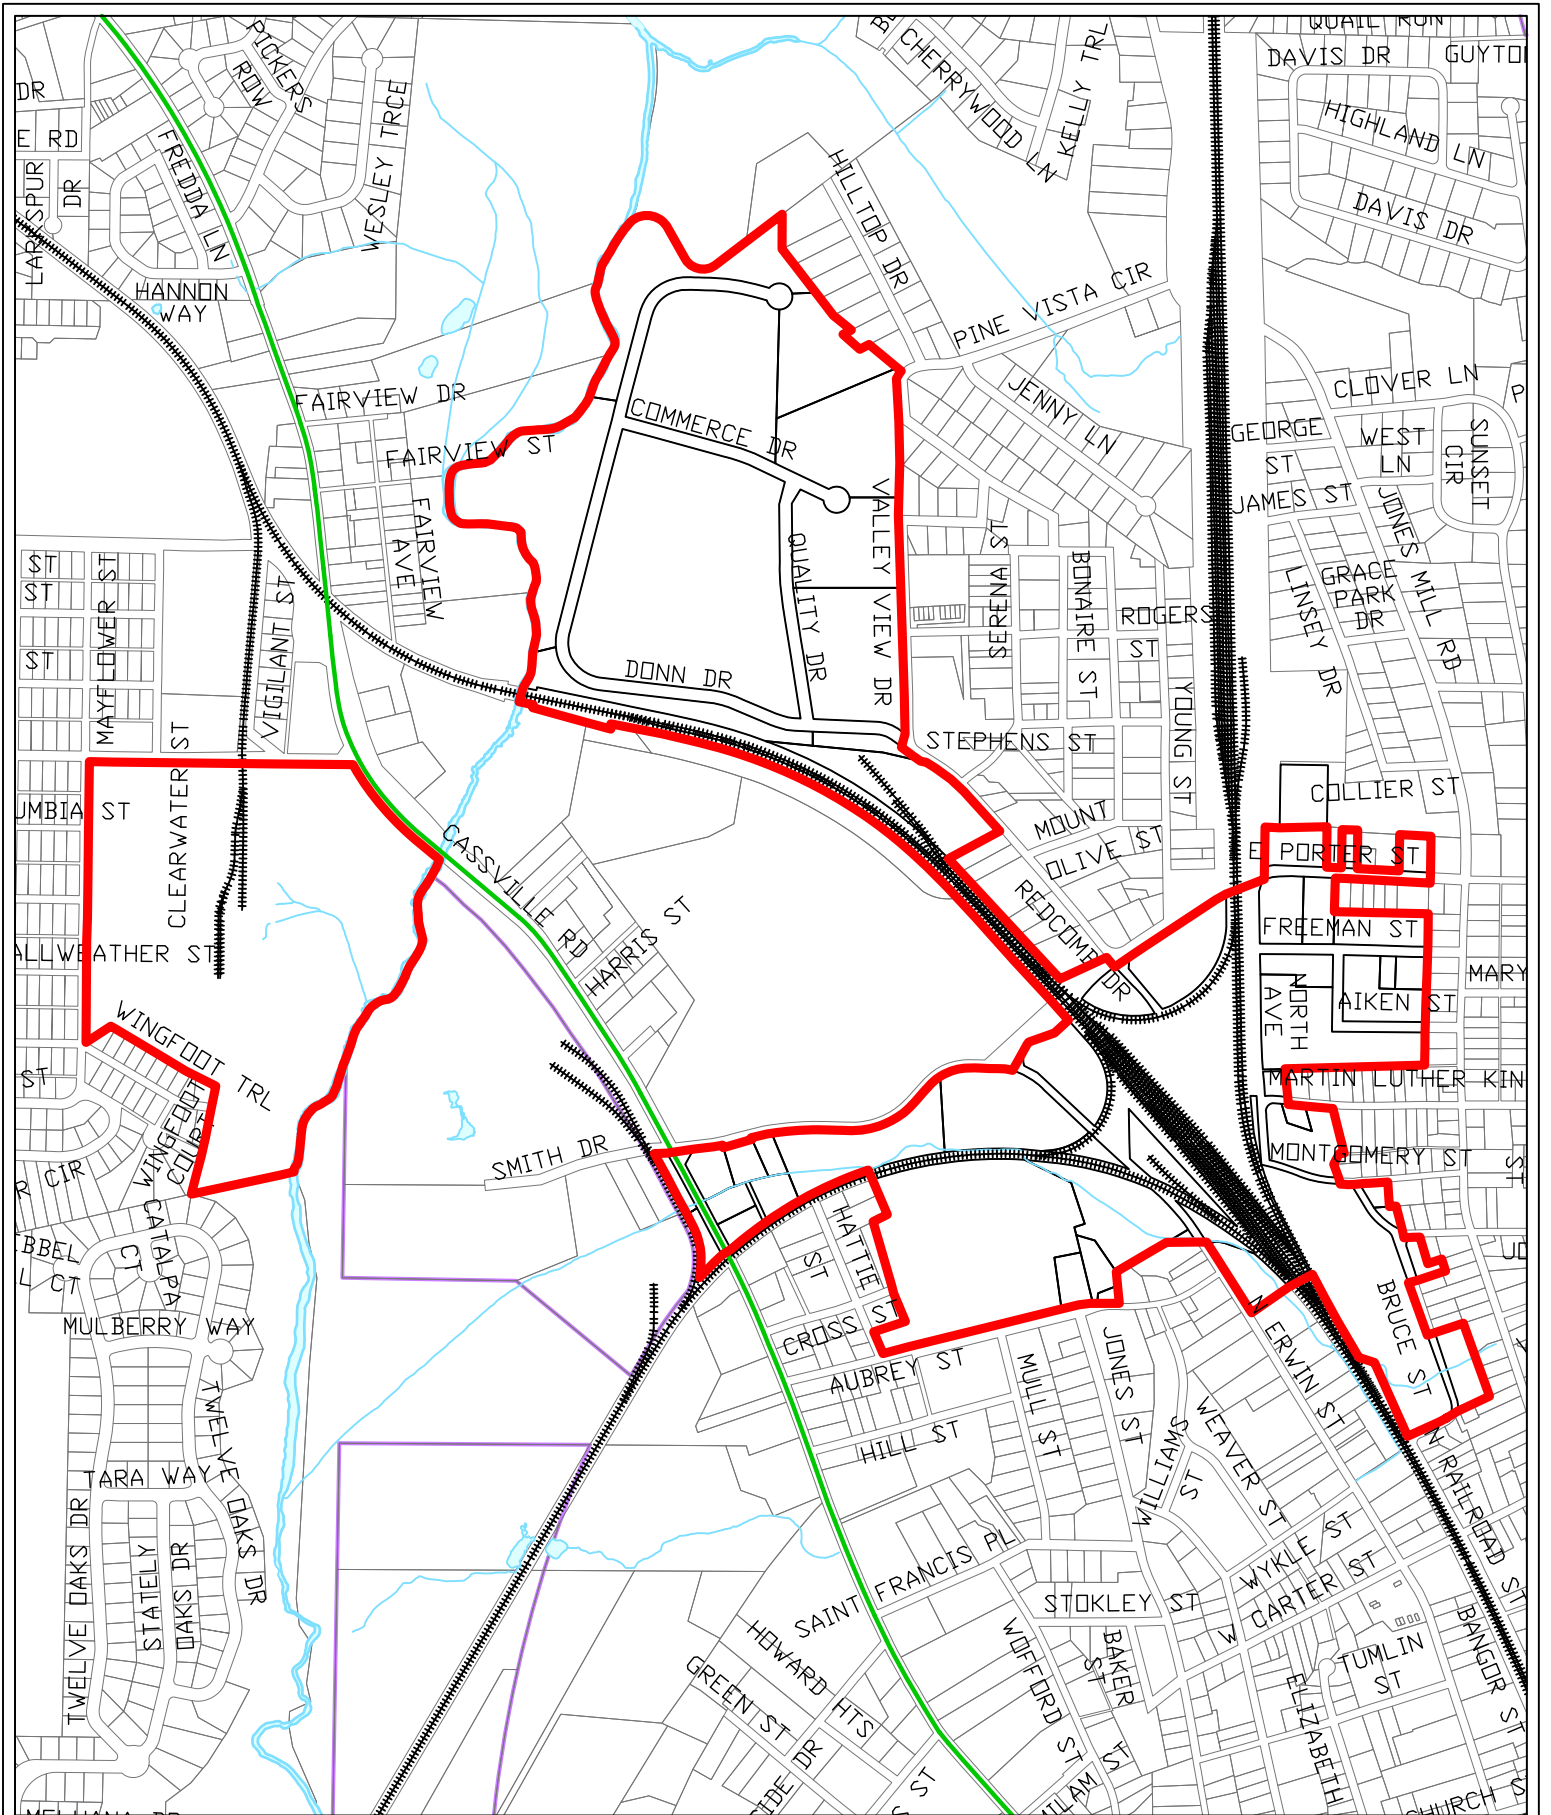 QUAIL RUN
DAVIS DR
CHERRYWOOD LN
KELLY TRL
PICKERS
ROW
DR
E RD
WESLEY TRCE
HIGHLAND LN
FREDDA LN
LARKSPUR
DR
HILLTOP DR
DAVIS DR
HANNON
WAY
PINE VISTA CIR
FAIRVIEW DR
JENNY LN
CLOVER LN
COMMERCE DR
GEORGE
ST
WEST
LN
SUNSET
CIR
FAIRVIEW ST
JAMES ST
JONES MILL RD
FAIRVIEW
AVE
VALLEY VIEW DR
QUALITY DR
SERENA ST
BONAIRE ST
ROGERS
ST
LINSEY DR
GRACE
PARK
DR
ST
ST
ST
MAYFLOWER ST
VIGILANT ST
DONN DR
YOUNG ST
STEPHENS ST
CLEARWATER ST
UMBIA ST
COLLIER ST
MOUNT
OLIVE ST
CASSVILLE RD
E PORTER ST
HARRIS ST
REDCOMB DR
FREEMAN ST
ALLWEATHER ST
MARY
NORTH
AVE
AIKEN ST
WINGFOOT TRL
ST
MARTIN LUTHER KIN
WINGFOOT
COURT
SMITH DR
MONTGOMERY ST
ST
R CIR
CATALPA
CT
HATTIE
ST
BBEL
L CT
MULBERRY WAY
CROSS ST
N ERWIN ST
BRUCE ST
AUBREY ST
MULL ST
JONES ST
TWELVE OAKS DR
HILL ST
WEAVER ST
WILLIAMS
ST
TARA WAY
N RAILROAD ST
TWELVE OAKS DR
STATELY
OAKS DR
SAINT FRANCIS PL
WYKLE ST
W CARTER ST
STOKLEY ST
HOWARD HTS
WOFFORD ST
BAKER
ST
TUMLIN
ST
BANGOR ST
GREEN ST
ELIZABETH
SIDE DR
ST
MILAM ST
CHURCH S